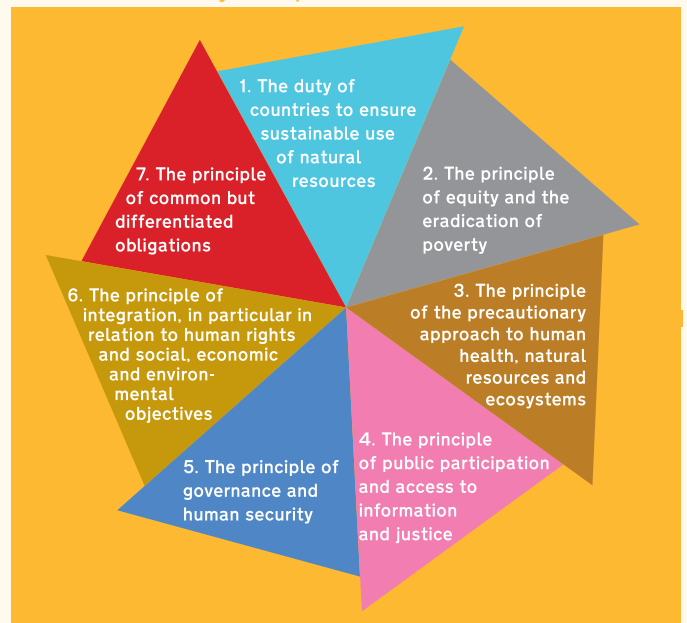 1. The duty of
countries to ensure
sustainable use
of natural
resources
2. The principle
of equity and the
eradication of
poverty
3. The principle
of the precautionary
approach to human
health, natural
resources and
ecosystems
4. The principle
of public participation
and access to
information
and justice
5. The principle of
governance and
human security
6. The principle of
integration, in particular in
relation to human rights
and social, economic
and environ-
mental
objectives
7. The principle
of common but
differentiated
obligations